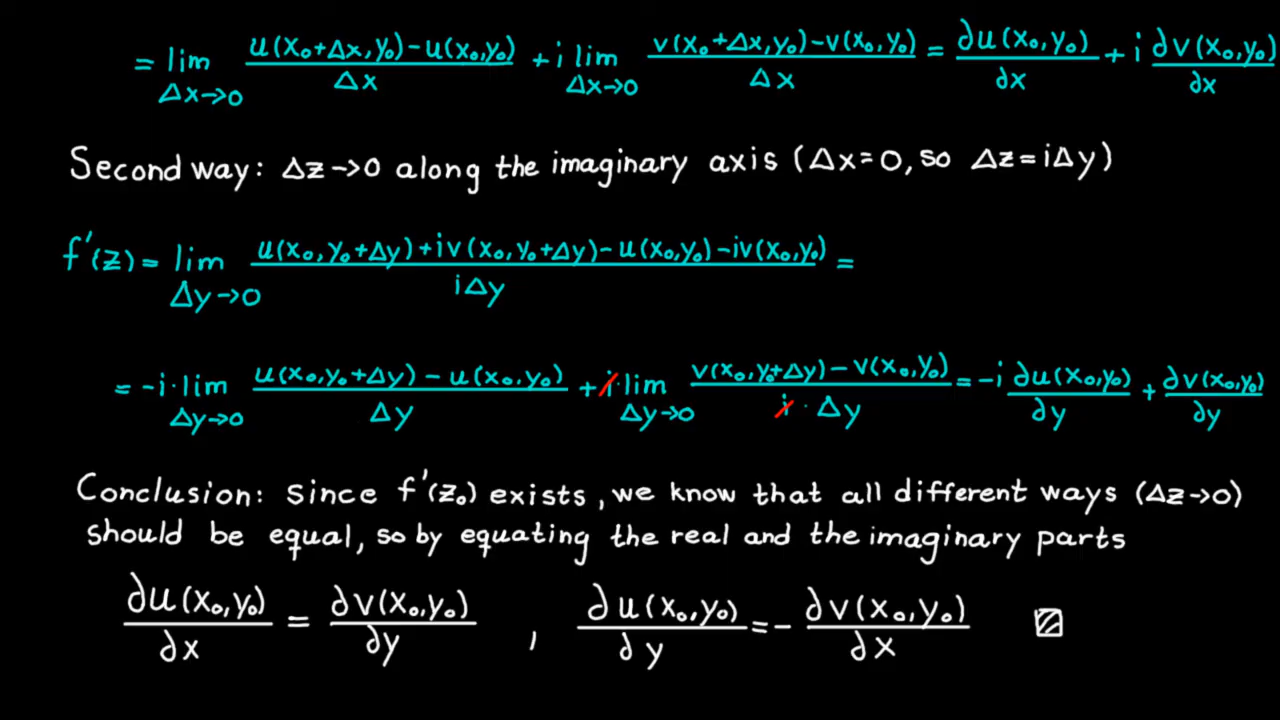 = lim Δx→0 u(x₀+Δx,y₀)−u(x₀,y₀) / Δx + i lim Δx→0 v(x₀+Δx,y₀)−v(x₀,y₀) / Δx = ∂u(x₀,y₀) / ∂x + i ∂v(x₀,y₀) / ∂x
Second way: Δz→0 along the imaginary axis (Δx=0, so Δz=iΔy)
f'(z) = lim Δy→0 u(x₀,y₀+Δy)+iv(x₀,y₀+Δy)−u(x₀,y₀)−iv(x₀,y₀) / iΔy =
= −i· lim Δy→0 u(x₀,y₀+Δy)−u(x₀,y₀) / Δy + i· lim Δy→0 v(x₀,y₀+Δy)−v(x₀,y₀) / i·Δy = −i ∂u(x₀,y₀) / ∂y + ∂v(x₀,y₀) / ∂y
Conclusion: since f'(z₀) exists, we know that all different ways (Δz→0)
should be equal, so by equating the real and the imaginary parts
∂u(x₀,y₀) / ∂x = ∂v(x₀,y₀) / ∂y , ∂u(x₀,y₀) / ∂y = − ∂v(x₀,y₀) / ∂x